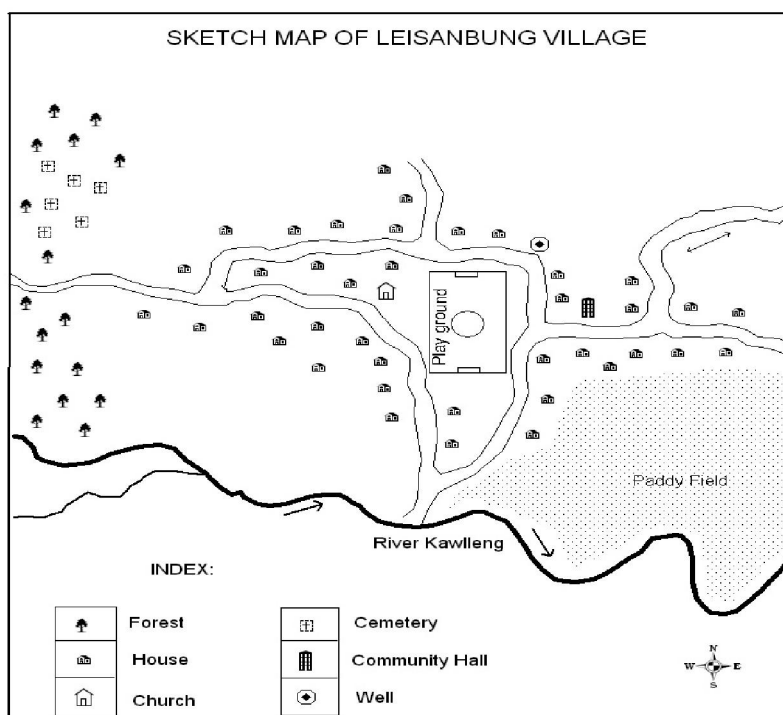 SKETCH MAP OF LEISANBUNG VILLAGE
Play ground
Paddy Field
River Kawlleng
INDEX:
Forest
Cemetery
House
Community Hall
Church
Well
N
W E
S